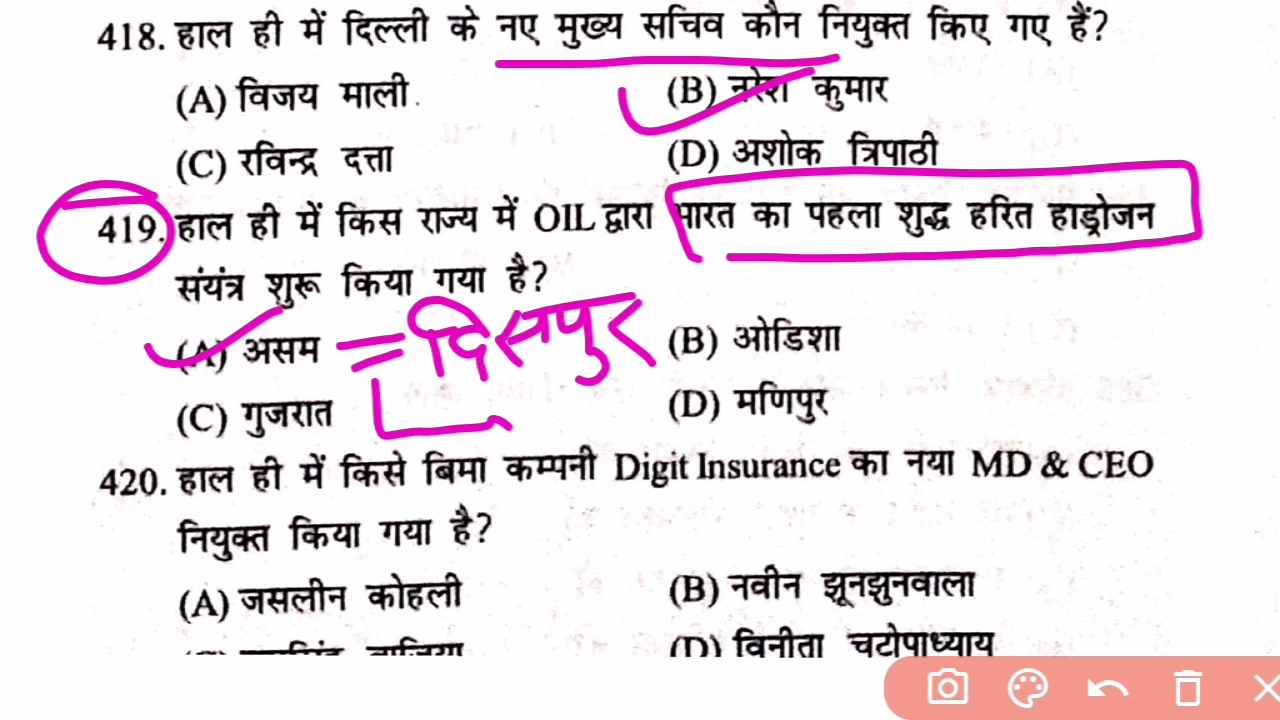 418. हाल ही में दिल्ली के नए मुख्य सचिव कौन नियुक्त किए गए हैं?
(A) विजय माली (B) नरेश कुमार
(C) रविन्द्र दत्ता (D) अशोक त्रिपाठी
419. हाल ही में किस राज्य में OIL द्वारा भारत का पहला शुद्ध हरित हाड्रोजन
संयंत्र शुरू किया गया है?
(A) असम = दिसपुर (B) ओडिशा
(C) गुजरात (D) मणिपुर
420. हाल ही में किसे बिमा कम्पनी Digit Insurance का नया MD & CEO
नियुक्त किया गया है?
(A) जसलीन कोहली (B) नवीन झूनझुनवाला
(D) विनीता चटोपाध्याय